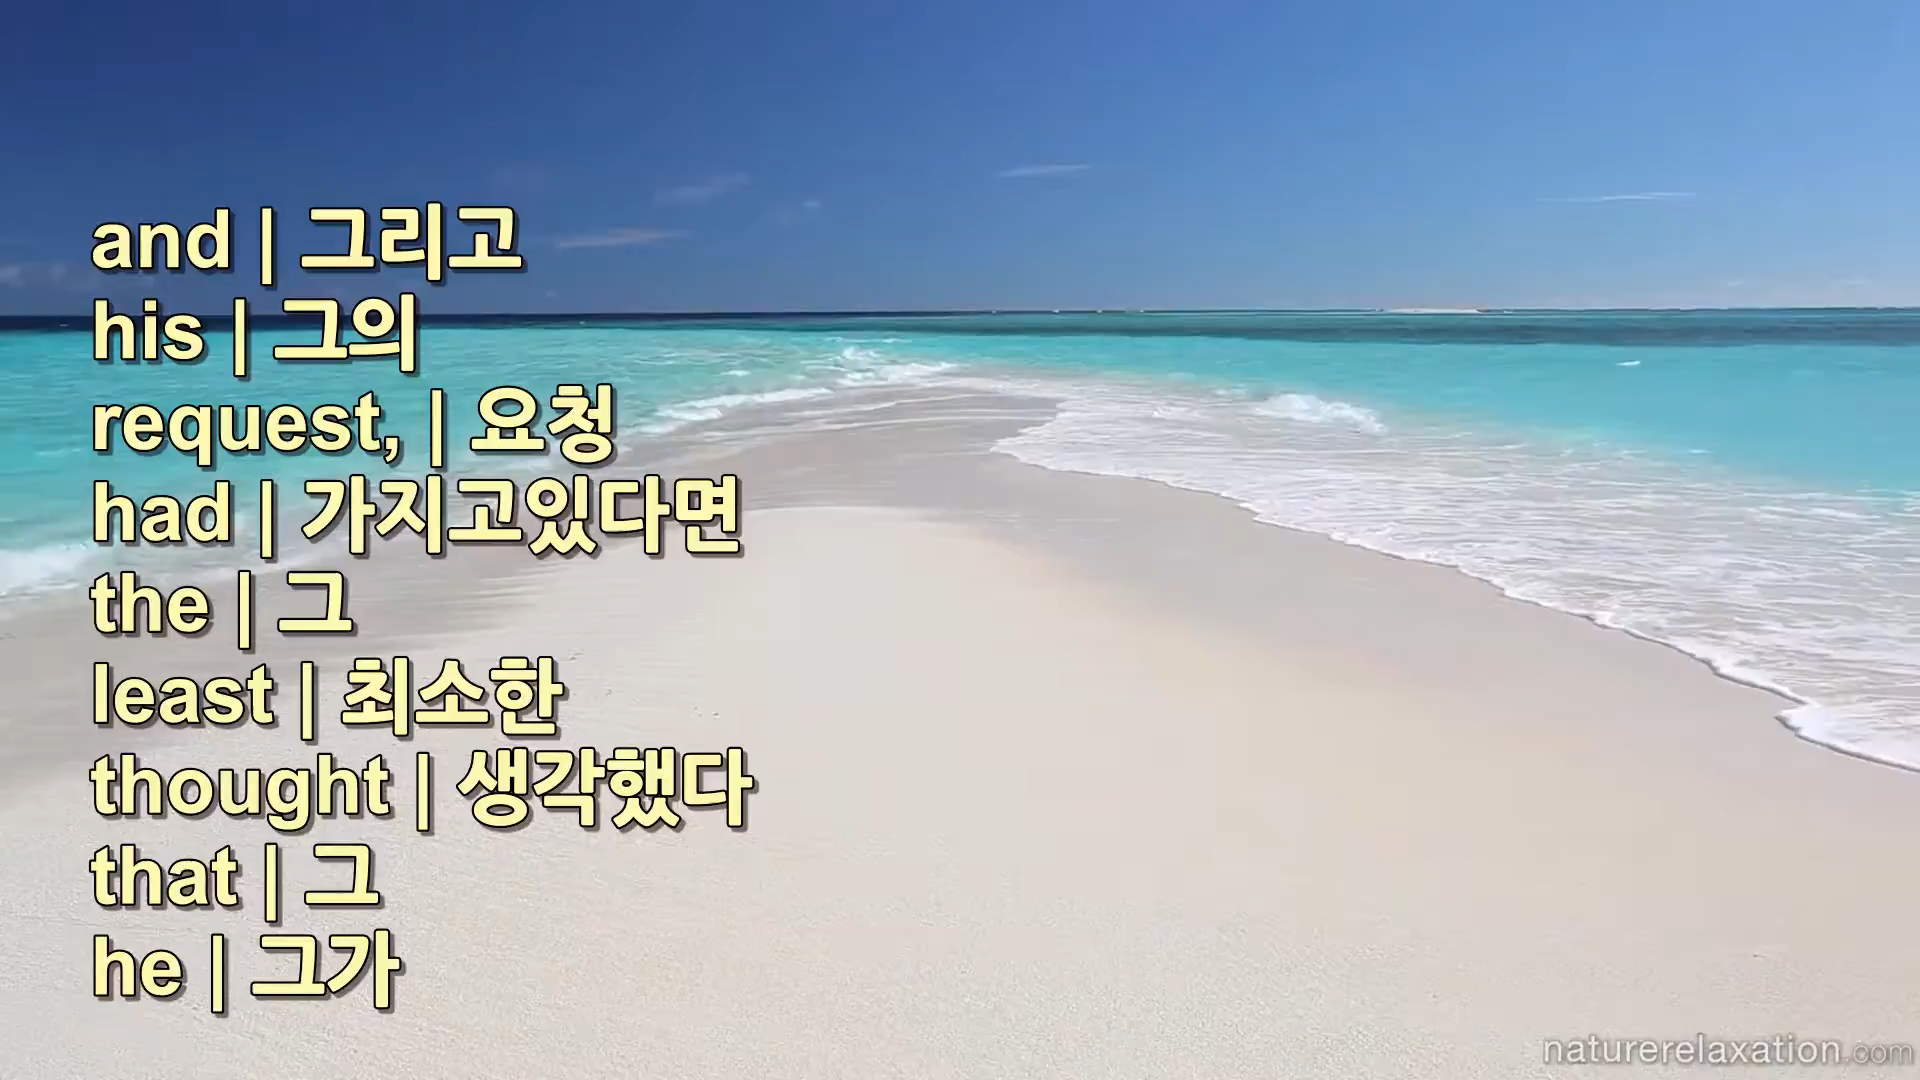 and | 그리고
his | 그의
request, | 요청
had | 가지고있다면
the | 그
least | 최소한
thought | 생각했다
that | 그
he | 그가
naturerelaxation.com